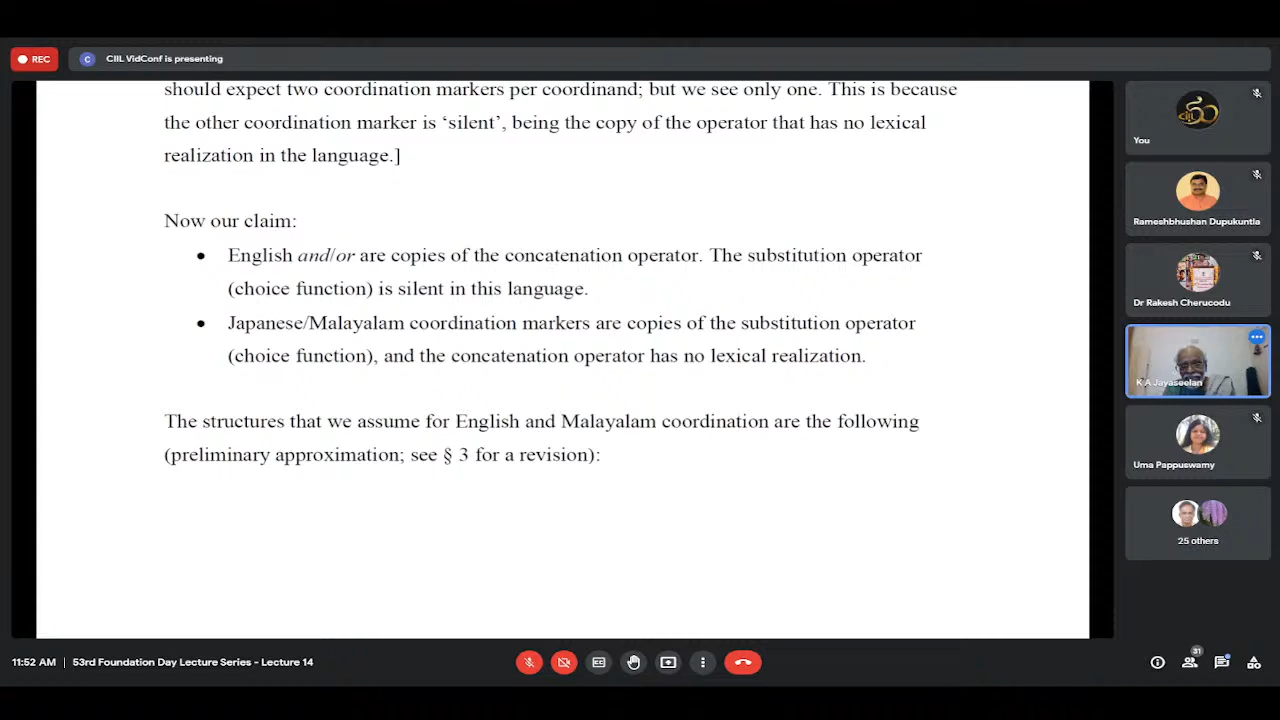 REC
C
CIIL VidConf is presenting
should expect two coordination markers per coordinand; but we see only one. This is because
the other coordination marker is ‘silent’, being the copy of the operator that has no lexical
realization in the language.]
Now our claim:
• English and/or are copies of the concatenation operator. The substitution operator
(choice function) is silent in this language.
• Japanese/Malayalam coordination markers are copies of the substitution operator
(choice function), and the concatenation operator has no lexical realization.
The structures that we assume for English and Malayalam coordination are the following
(preliminary approximation; see § 3 for a revision):
You
Rameshbhushan Dupukuntla
Dr Rakesh Cherucodu
K A Jayaseelan
Uma Pappuswamy
25 others
11:52 AM | 53rd Foundation Day Lecture Series - Lecture 14
31